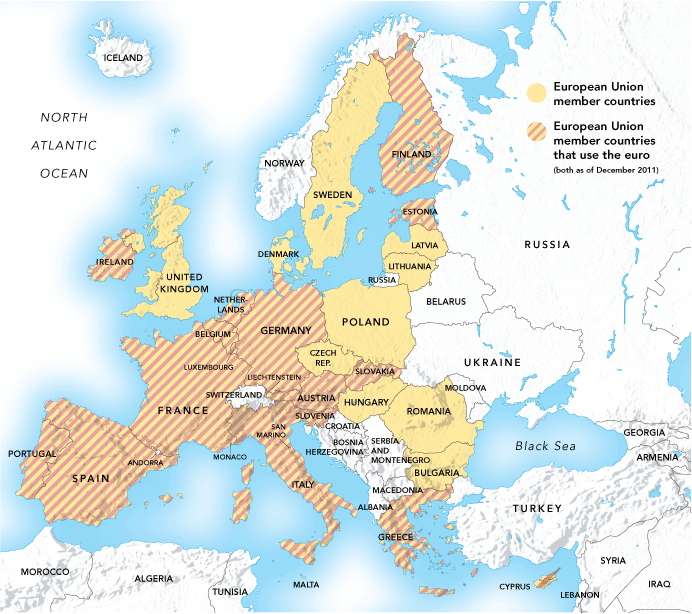 ICELAND
European Union
member countries
European Union
member countries
that use the euro
(both as of December 2011)
NORTH
ATLANTIC
OCEAN
NORWAY
FINLAND
SWEDEN
ESTONIA
RUSSIA
LATVIA
DENMARK
IRELAND
LITHUANIA
UNITED
KINGDOM
RUSSIA
NETHER-
LANDS
BELARUS
POLAND
GERMANY
BELGIUM
CZECH
REP.
UKRAINE
LUXEMBOURG
SLOVAKIA
LIECHTENSTEIN
MOLDOVA
SWITZERLAND
AUSTRIA
HUNGARY
FRANCE
ROMANIA
SLOVENIA
SAN
MARINO
CROATIA
GEORGIA
BOSNIA
HERZEGOVINA
SERBIA
AND
MONTENEGRO
Black Sea
PORTUGAL
ANDORRA
MONACO
ARMENIA
SPAIN
BULGARIA
ITALY
MACEDONIA
ALBANIA
TURKEY
GREECE
SYRIA
MOROCCO
ALGERIA
TUNISIA
MALTA
CYPRUS
LEBANON
IRAQ